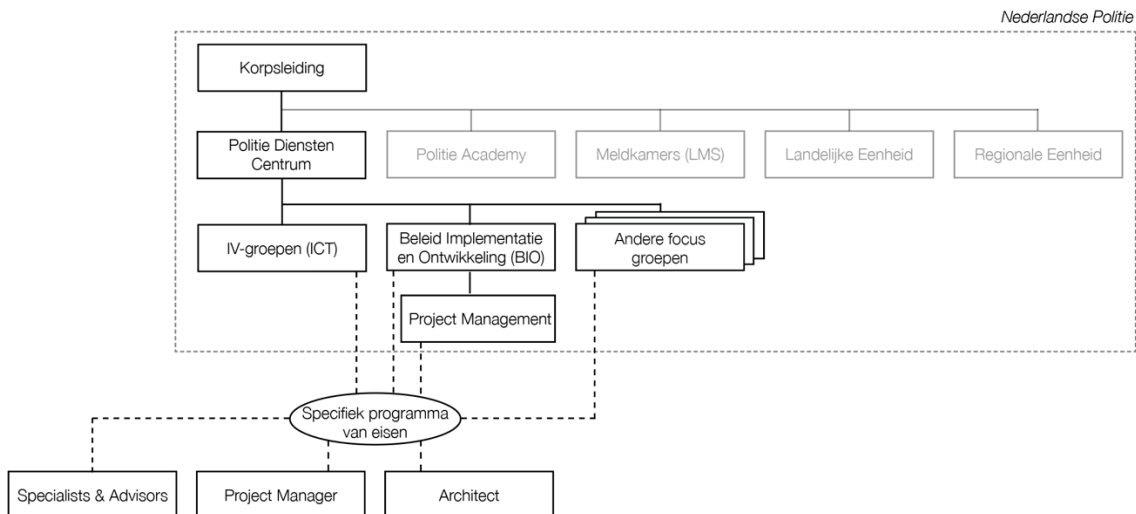 Nederlandse Politie
Korpsleiding
Politie Diensten
Centrum
Politie Academy
Meldkamers (LMS)
Landelijke Eenheid
Regionale Eenheid
IV-groepen (ICT)
Beleid Implementatie
en Ontwikkeling (BIO)
Andere focus
groepen
Project Management
Specifiek programma
van eisen
Specialists & Advisors
Project Manager
Architect